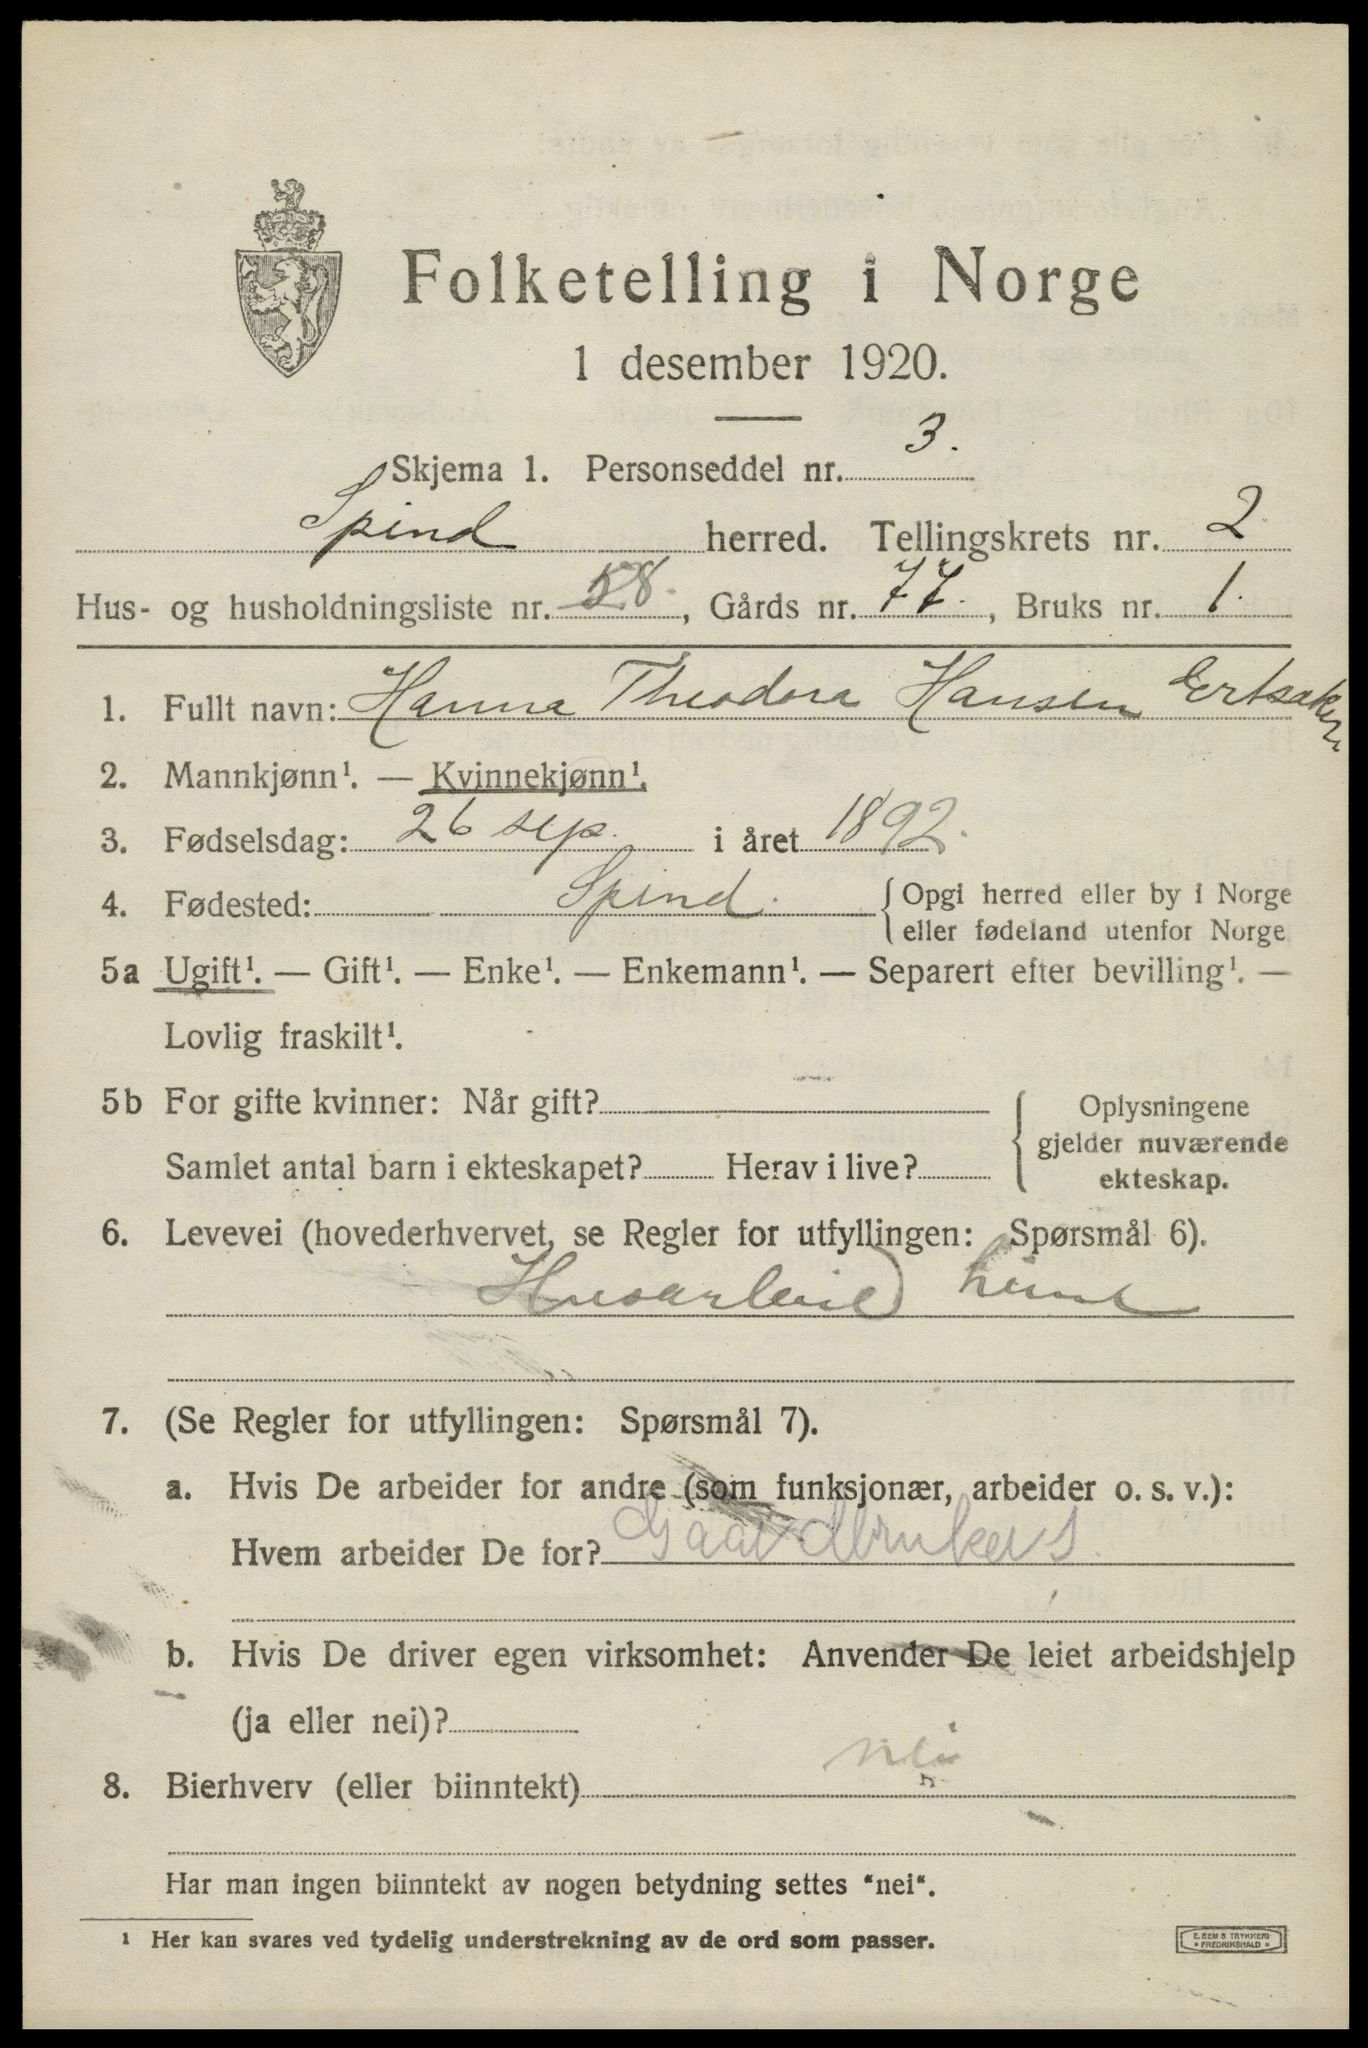 Folketelling i Norge
1 desember 1920.
Skjema 1. Personseddel nr. 3.
Spind herred. Tellingskrets nr. 2
Hus- og husholdningsliste nr. 58., Gårds nr. 77., Bruks nr. 1.
1. Fullt navn: Hanna Theodora Hansen Ertsaker
2. Mannkjønn¹. — Kvinnekjønn¹.
3. Fødselsdag: 26 sep. i året 1892.
4. Fødested: Spind. { Opgi herred eller by i Norge
eller fødeland utenfor Norge
5a Ugift¹. — Gift¹. — Enke¹. — Enkemann¹. — Separert efter bevilling¹. —
Lovlig fraskilt¹.
5b For gifte kvinner: Når gift?
Samlet antal barn i ekteskapet? Herav i live?
{ Oplysningene
gjelder nuværende
ekteskap.
6. Levevei (hovederhvervet, se Regler for utfyllingen: Spørsmål 6).
Husarbeid
7. (Se Regler for utfyllingen: Spørsmål 7).
a. Hvis De arbeider for andre (som funksjonær, arbeider o. s. v.):
Hvem arbeider De for? Gaardbruker
b. Hvis De driver egen virksomhet: Anvender De leiet arbeidshjelp
(ja eller nei)?
8. Bierhverv (eller biinntekt) nei
Har man ingen biinntekt av nogen betydning settes "nei".
¹ Her kan svares ved tydelig understrekning av de ord som passer.
E. SEM'S TRYKKERI
* FREDRIKSHALD *